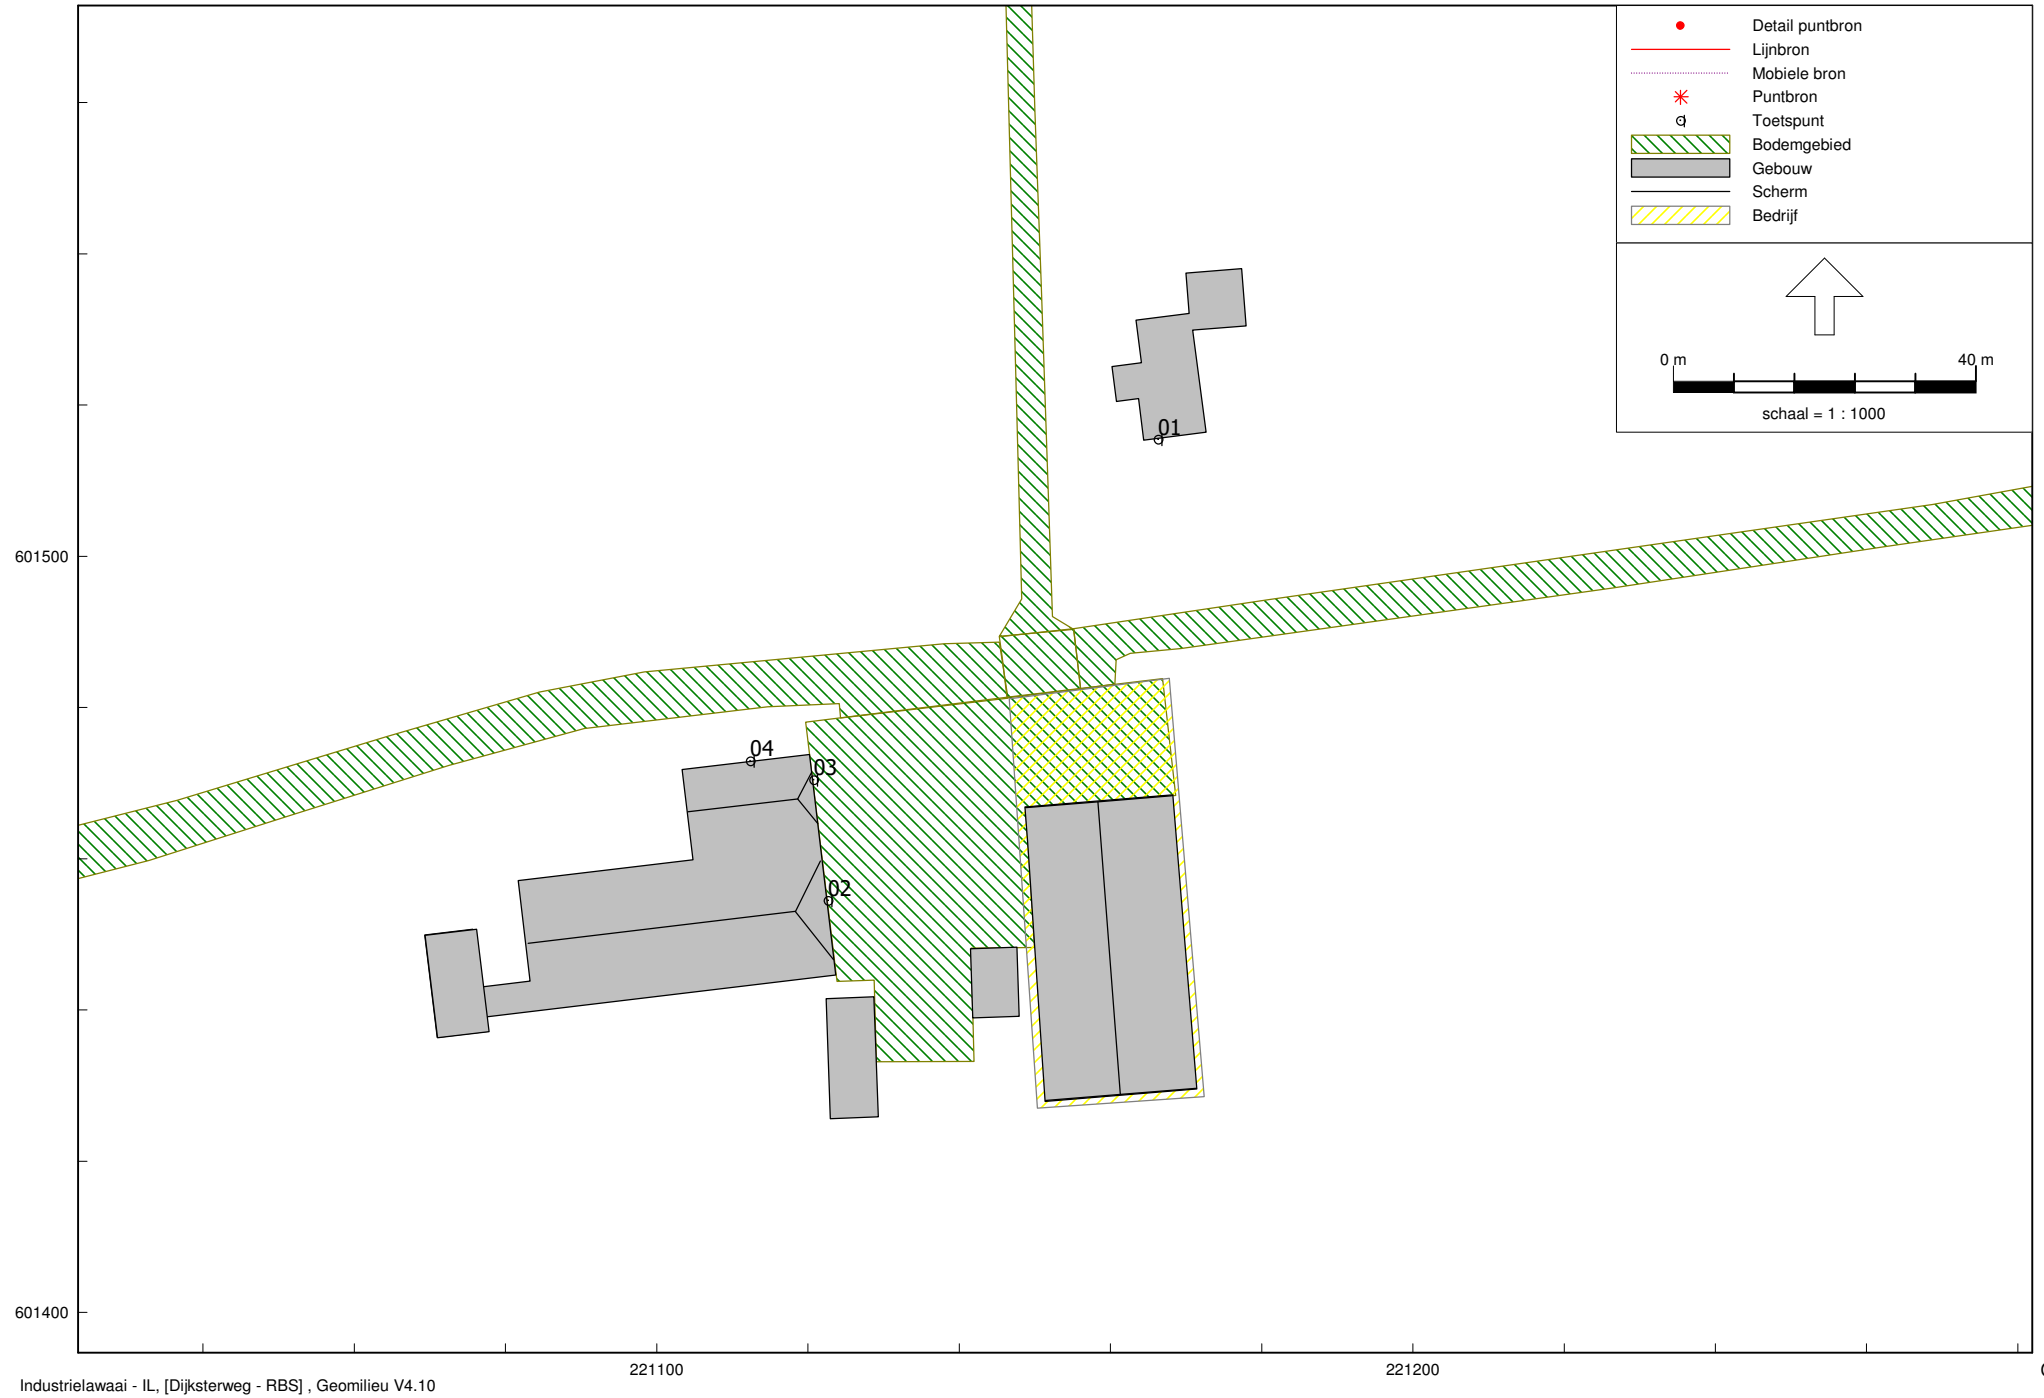 Detail puntbron
Lijnbron
Mobiele bron
Puntbron
Toetspunt
Bodemgebied
Gebouw
Scherm
Bedrijf
0 m 40 m
schaal = 1 : 1000
01
601500
04
03
02
601400
221100 221200
Industrielawaai - IL, [Dijksterweg - RBS] , Geomilieu V4.10